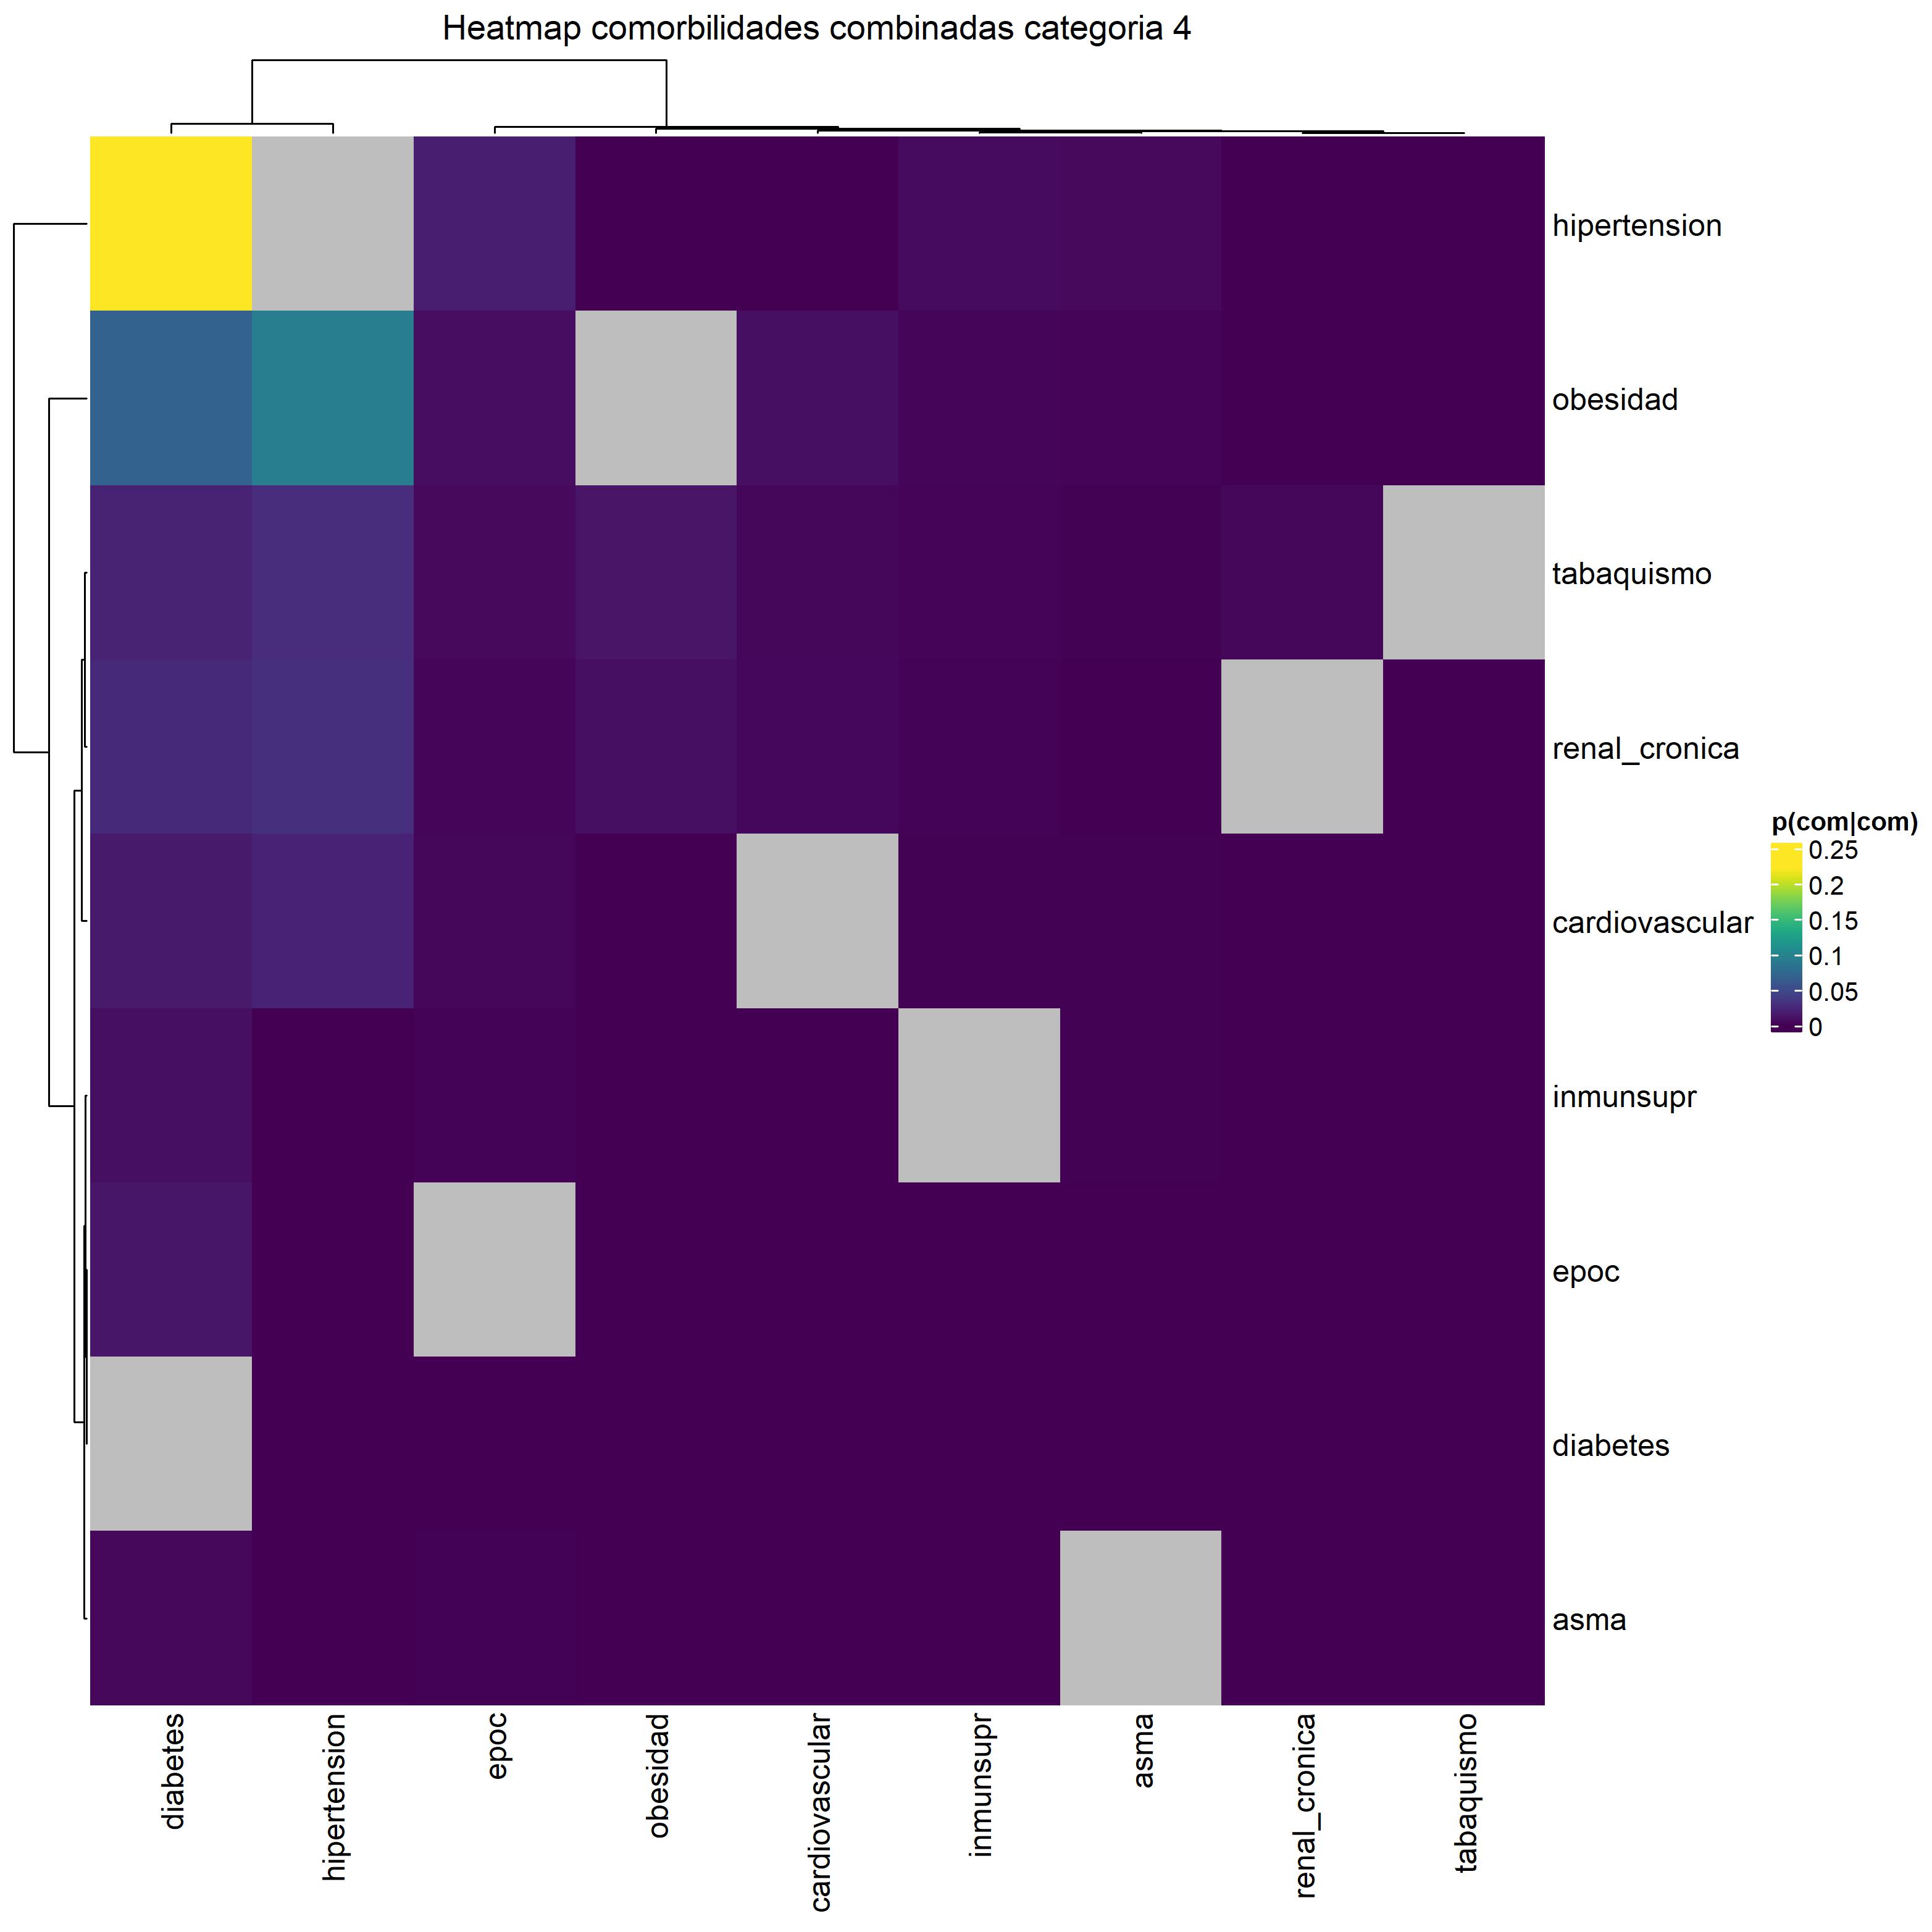 Heatmap comorbilidades combinadas categoria 4
hipertension
obesidad
tabaquismo
renal_cronica
cardiovascular
inmunsupr
epoc
diabetes
asma
p(com|com)
0.25
0.2
0.15
0.1
0.05
0
diabetes
hipertension
epoc
obesidad
cardiovascular
inmunsupr
asma
renal_cronica
tabaquismo